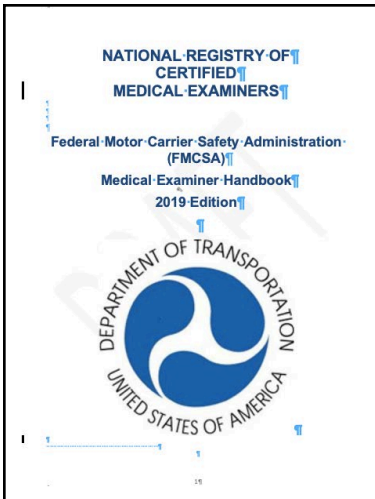 NATIONAL REGISTRY OF¶
CERTIFIED¶
MEDICAL EXAMINERS¶
Federal Motor Carrier Safety Administration
(FMCSA)¶
Medical Examiner Handbook¶
2019 Edition¶
DRAFT
DEPARTMENT OF TRANSPORTATION
UNITED STATES OF AMERICA